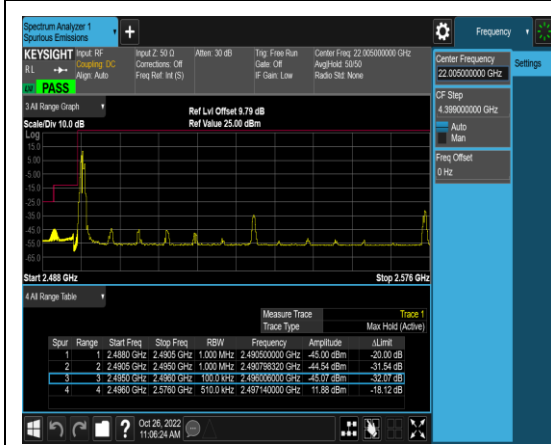 Spectrum Analyzer 1
Spurious Emissions
Frequency
KEYSIGHT Input: RF Input Z: 50 Ω Atten: 30 dB Trig: Free Run Center Freq: 22.005000000 GHz
RL Coupling: DC Corrections: Off Gate: Off Avg|Hold: 50/50
Align: Auto Freq Ref: Int (S) IF Gain: Low Radio Std: None
PASS
Center Frequency
22.005000000 GHz
Settings
CF Step
4.399000000 GHz
Auto
Man
Freq Offset
0 Hz
3 All Range Graph
Ref Lvl Offset 9.79 dB
Scale/Div 10.0 dB Ref Value 25.00 dBm
Log
15.0
5.00
-5.00
-15.0
-25.0
-35.0
-45.0
-55.0
-65.0
Start 2.488 GHz Stop 2.576 GHz
4 All Range Table
Measure Trace Trace 1
Trace Type Max Hold (Active)
Spur Range Start Freq Stop Freq RBW Frequency Amplitude ΔLimit
1 1 2.4880 GHz 2.4905 GHz 1.000 MHz 2.490500000 GHz -45.00 dBm -20.00 dB
2 2 2.4905 GHz 2.4950 GHz 1.000 MHz 2.490798320 GHz -44.54 dBm -31.54 dB
3 3 2.4950 GHz 2.4960 GHz 100.0 kHz 2.496006000 GHz -45.07 dBm -32.07 dB
4 4 2.4960 GHz 2.5760 GHz 510.0 kHz 2.497140000 GHz 11.88 dBm -18.12 dB
Oct 26, 2022
11:06:24 AM